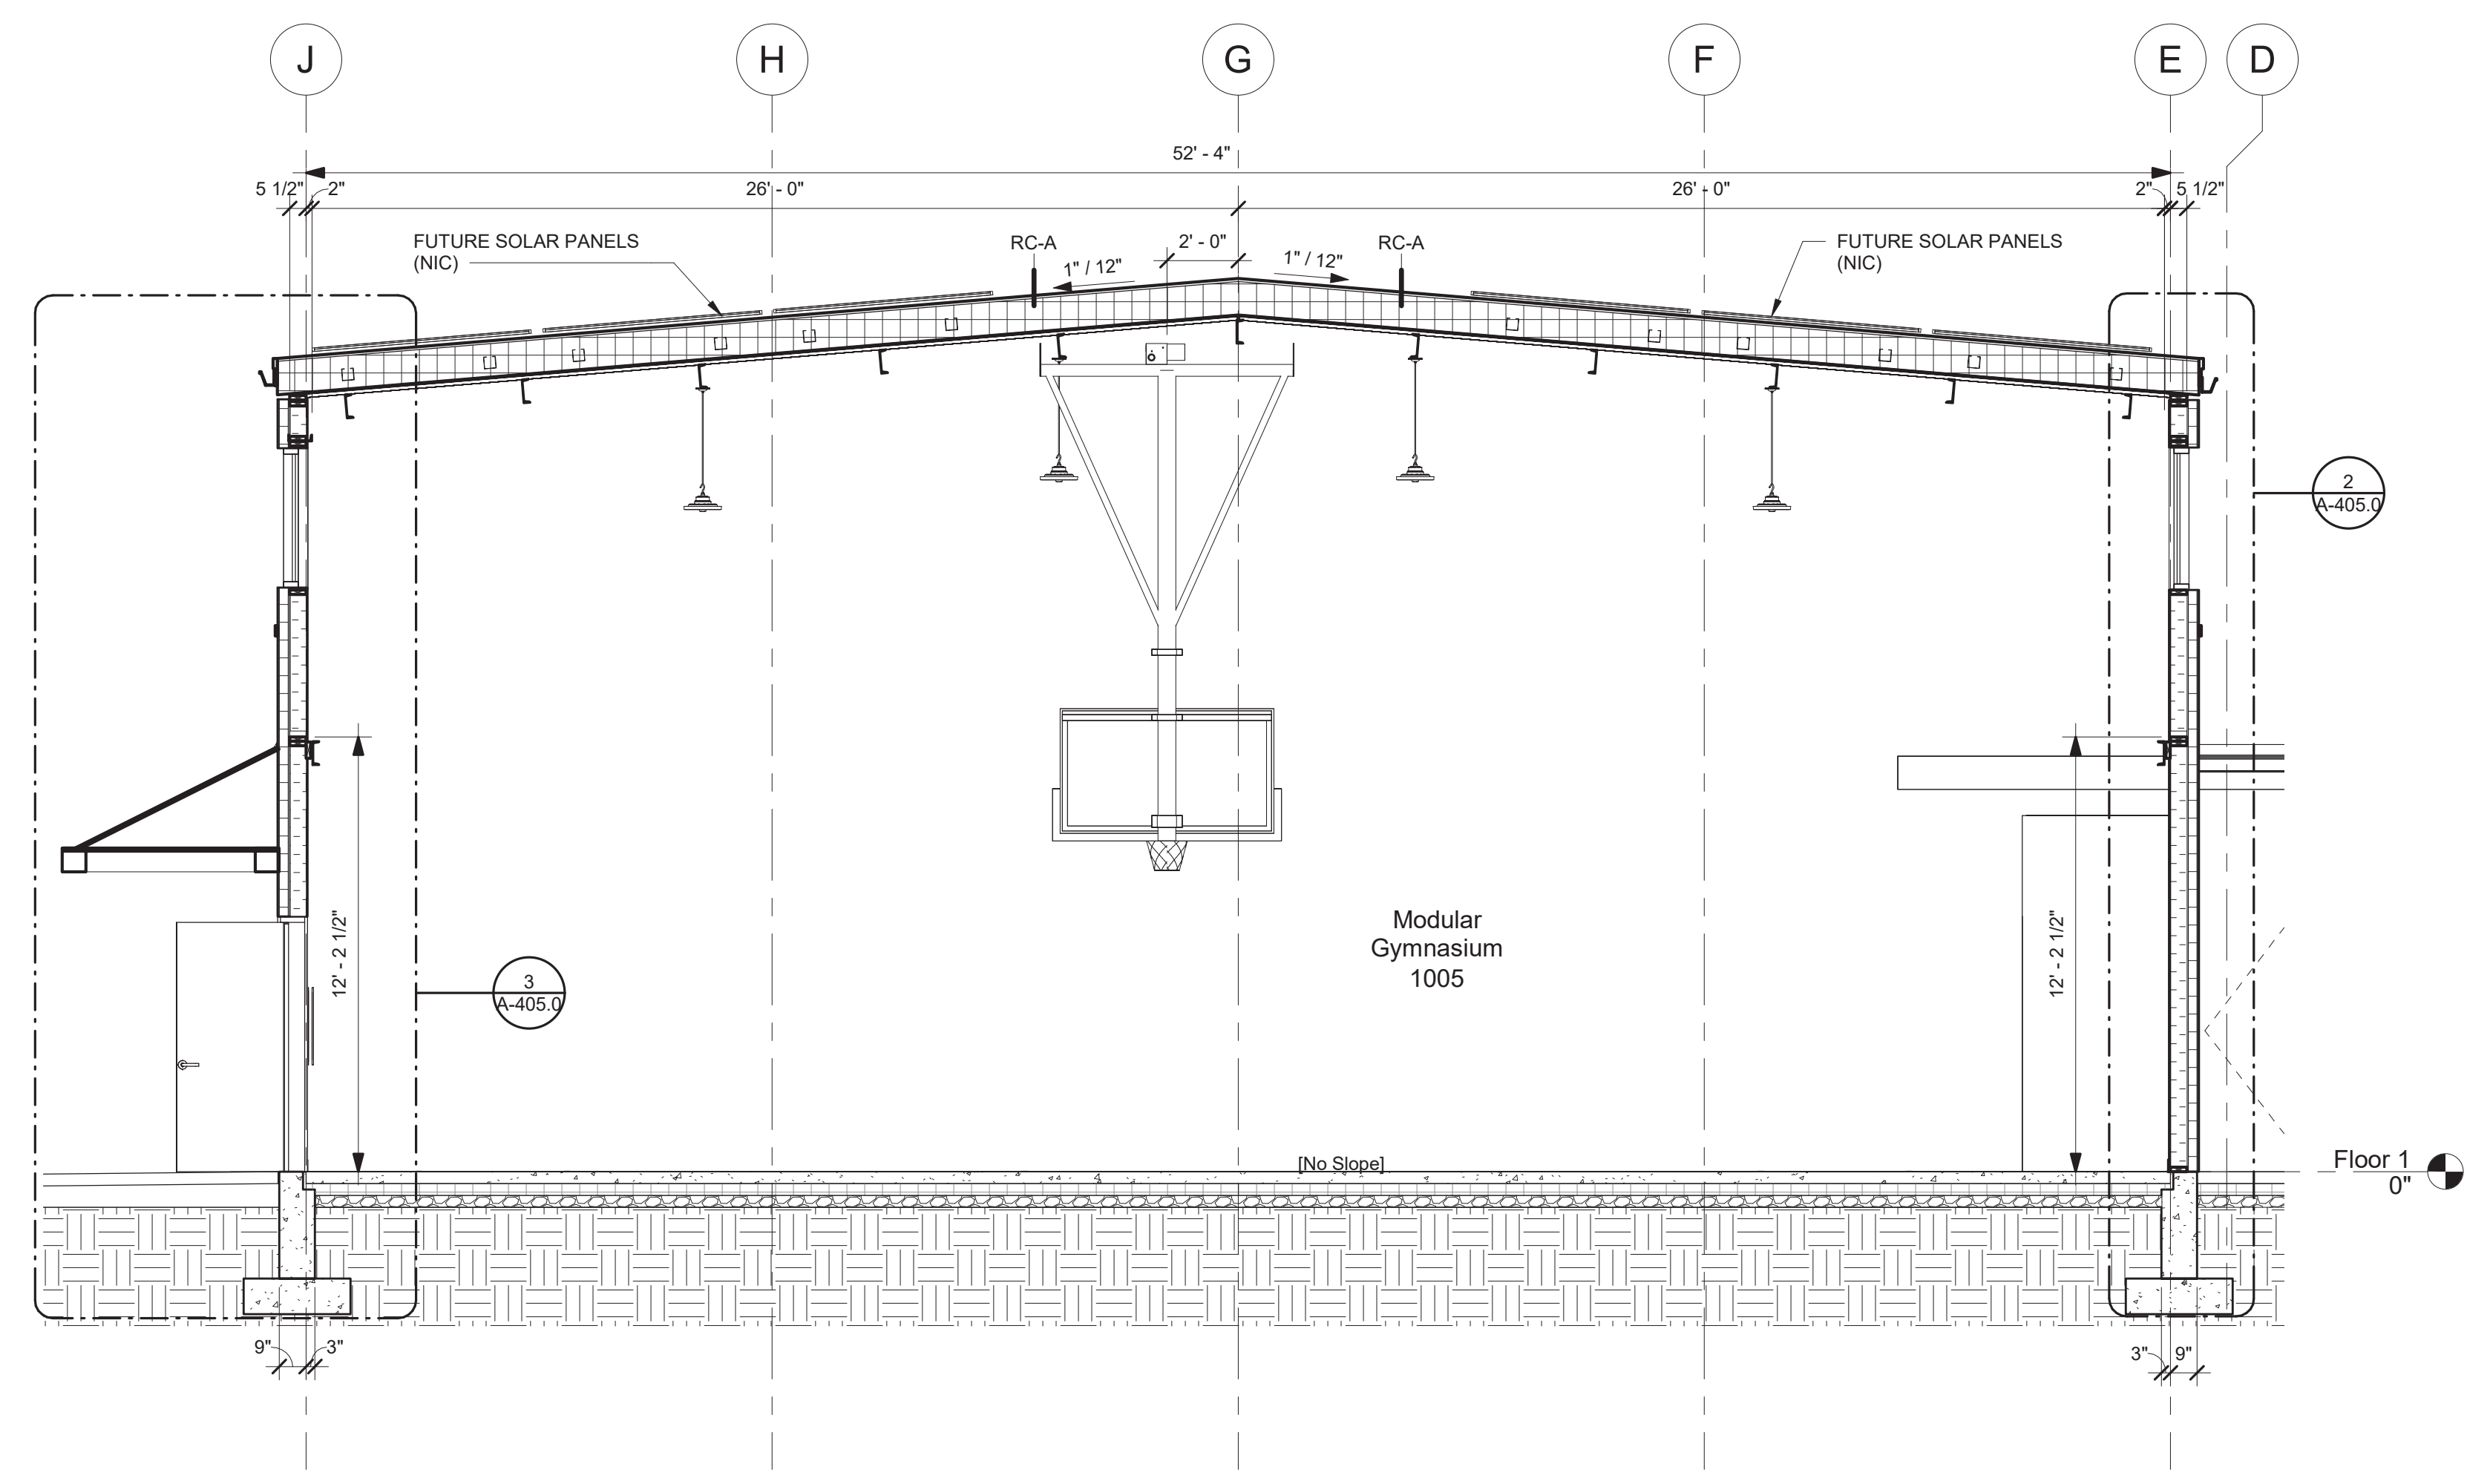 J
H
G
F
E
D
52' - 4"
5 1/2"
2"
26' - 0"
26' - 0"
2"
5 1/2"
FUTURE SOLAR PANELS
(NIC)
RC-A
2' - 0"
RC-A
FUTURE SOLAR PANELS
(NIC)
1" / 12"
1" / 12"
2
A-405.0
12' - 2 1/2"
3
A-405.0
Modular
Gymnasium
1005
12' - 2 1/2"
[No Slope]
Floor 1
0"
9"
3"
3"
9"